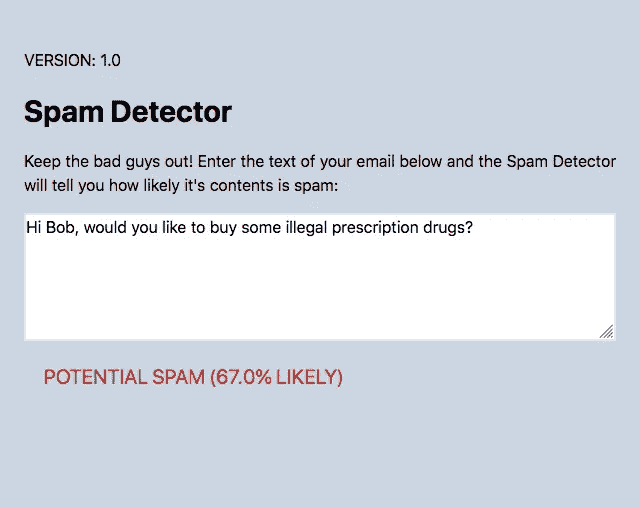 VERSION: 1.0
Spam Detector
Keep the bad guys out! Enter the text of your email below and the Spam Detector
will tell you how likely it's contents is spam:
Hi Bob, would you like to buy some illegal prescription drugs?
POTENTIAL SPAM (67.0% LIKELY)